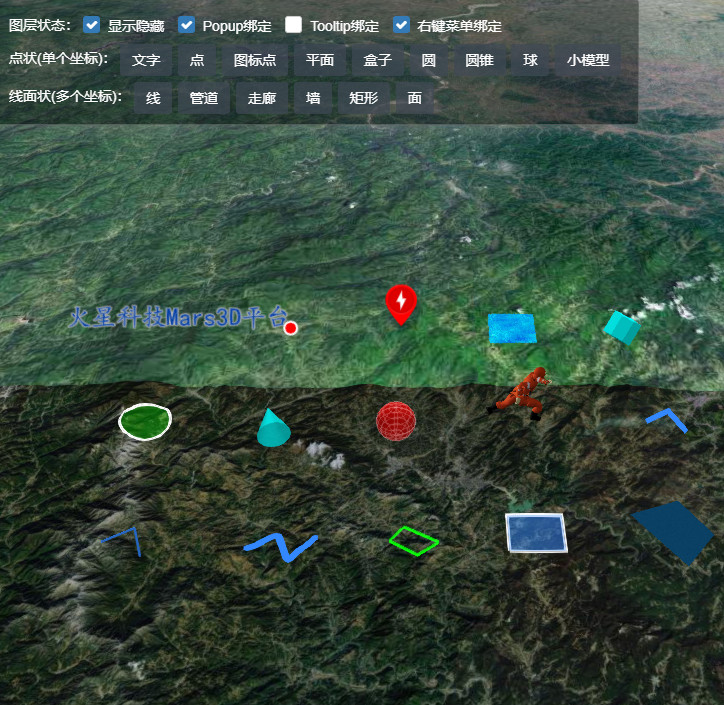 图层状态： 显示隐藏 Popup绑定 Tooltip绑定 右键菜单绑定
点状(单个坐标)： 文字 点 图标点 平面 盒子 圆 圆锥 球 小模型
线面状(多个坐标)： 线 管道 走廊 墙 矩形 面
火星科技Mars3D平台